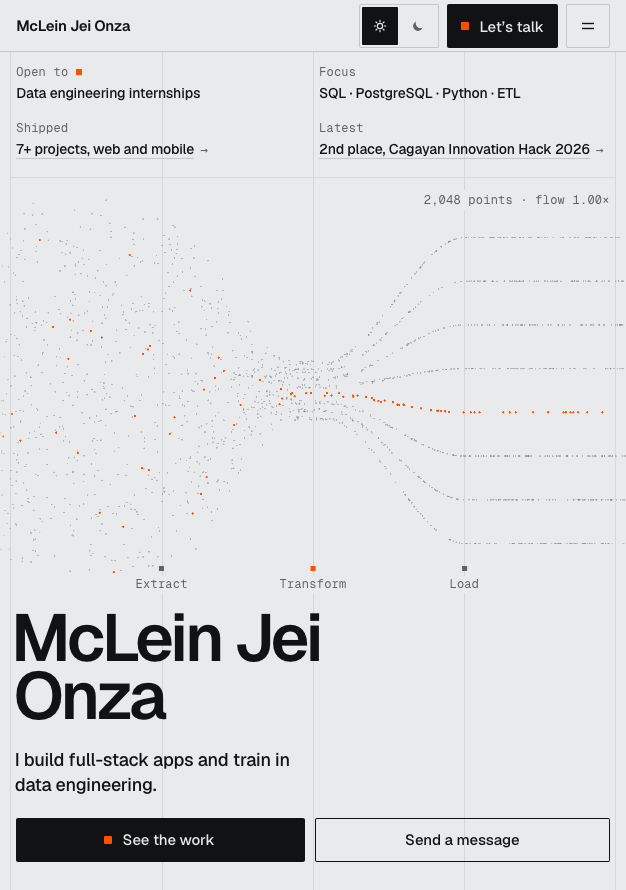 McLein Jei Onza
Let's talk
Open to
Data engineering internships
Focus
SQL · PostgreSQL · Python · ETL
Shipped
7+ projects, web and mobile →
Latest
2nd place, Cagayan Innovation Hack 2026 →
2,048 points · flow 1.00×
Extract
Transform
Load
McLein Jei
Onza
I build full-stack apps and train in
data engineering.
See the work
Send a message